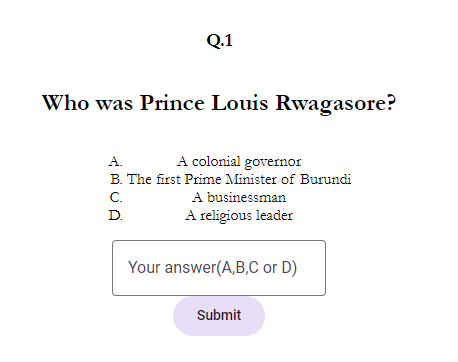 Q.1
Who was Prince Louis Rwagasore?
A. A colonial governor
B. The first Prime Minister of Burundi
C. A businessman
D. A religious leader
Your answer(A,B,C or D)
Submit